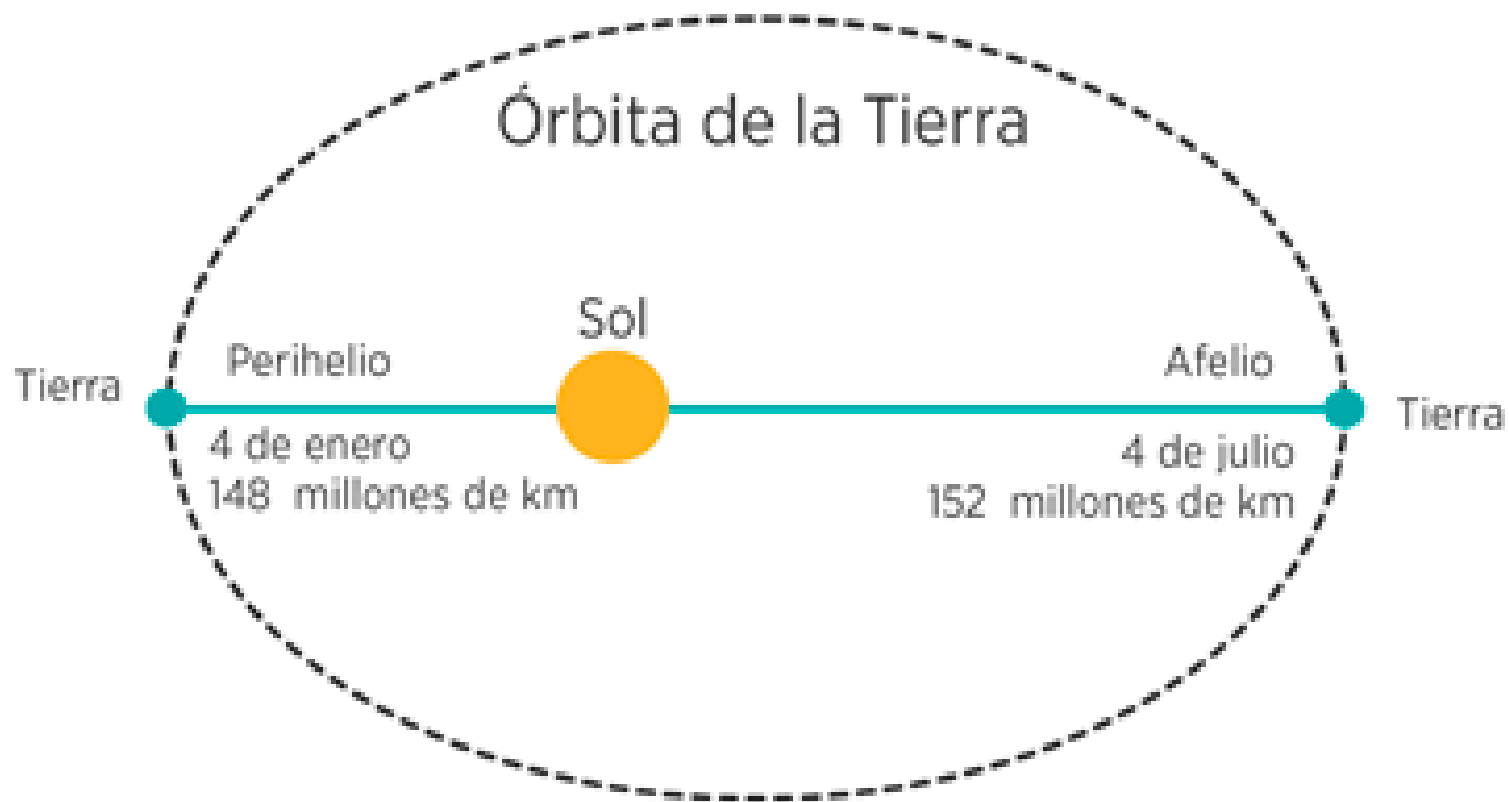 Órbita de la Tierra
Sol
Perihelio
Afelio
Tierra
Tierra
4 de enero
148 millones de km
4 de julio
152 millones de km